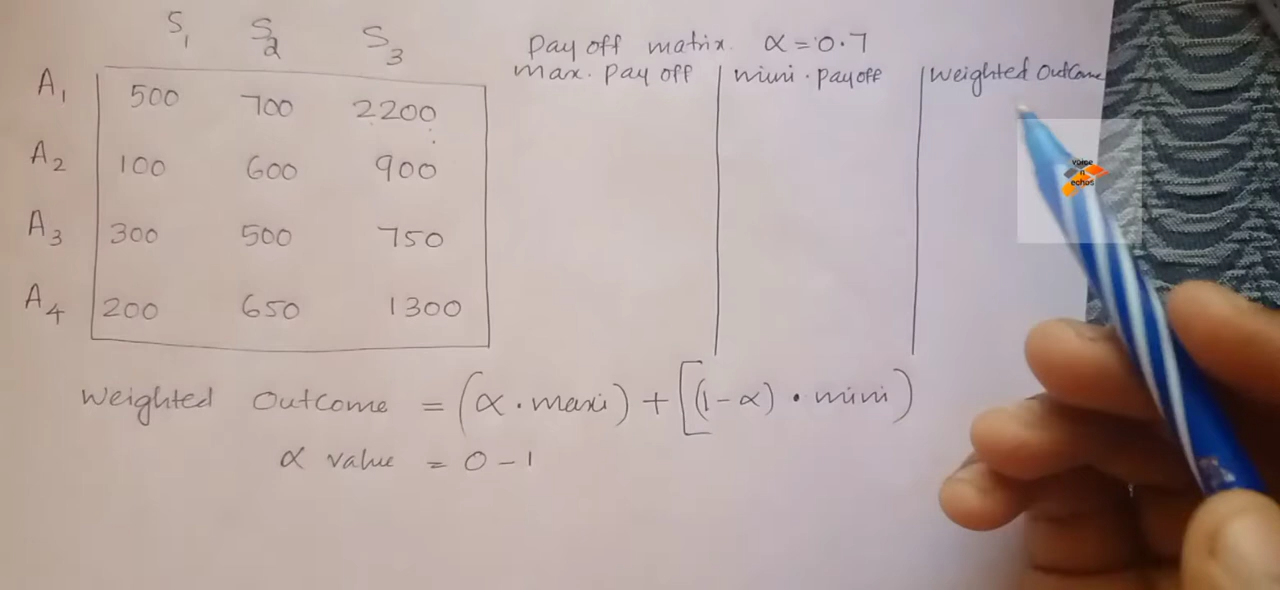 S1 S2 S3
Pay off matrix. α = 0.7
max. pay off mini. payoff weighted outcome
A1 500 700 2200
A2 100 600 900
A3 300 500 750
A4 200 650 1300
weighted outcome = (α . maxi) + [(1-α) . mini)
α value = 0 - 1
voice
n
echos